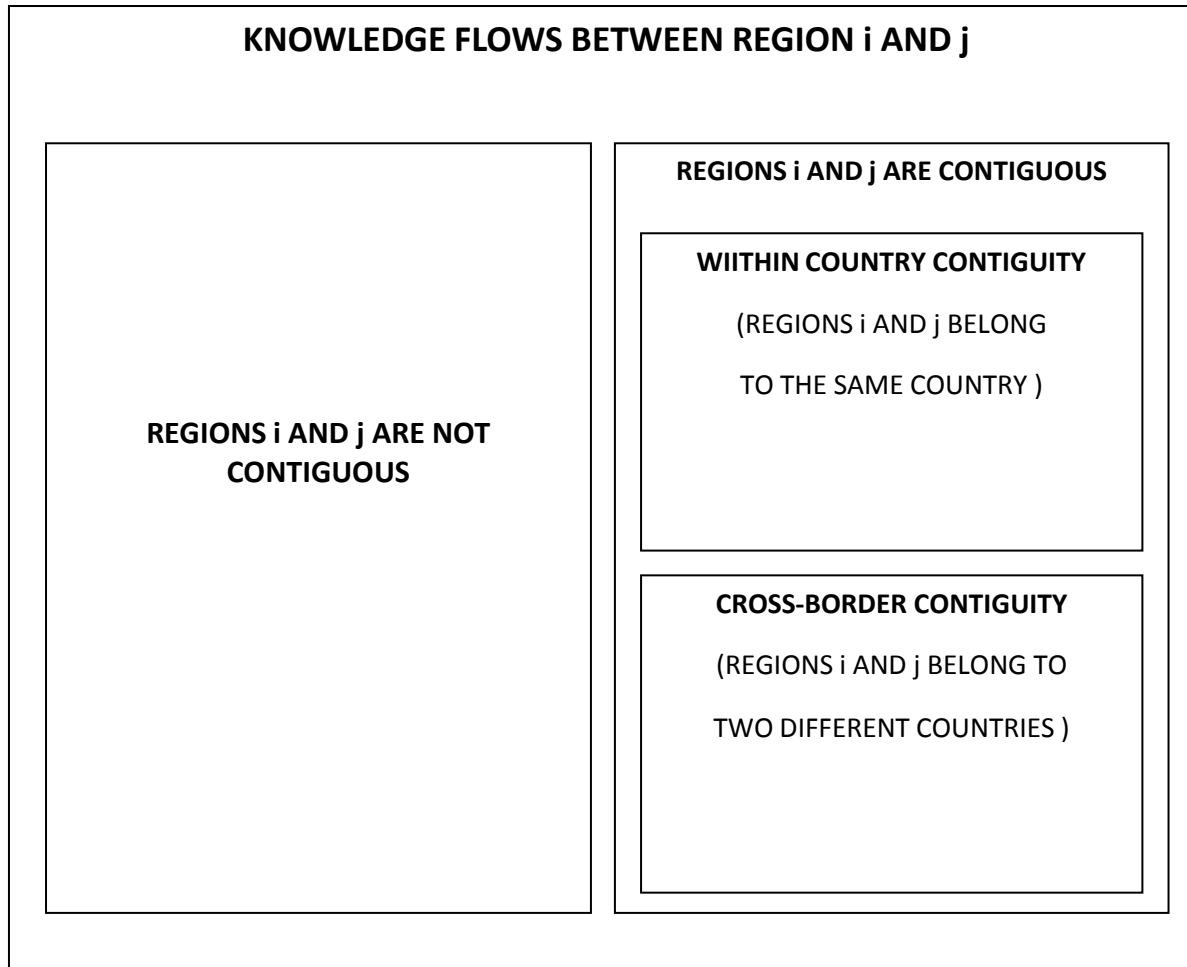 KNOWLEDGE FLOWS BETWEEN REGION i AND j
REGIONS i AND j ARE NOT
CONTIGUOUS
REGIONS i AND j ARE CONTIGUOUS
WIITHIN COUNTRY CONTIGUITY
(REGIONS i AND j BELONG
TO THE SAME COUNTRY )
CROSS-BORDER CONTIGUITY
(REGIONS i AND j BELONG TO
TWO DIFFERENT COUNTRIES )